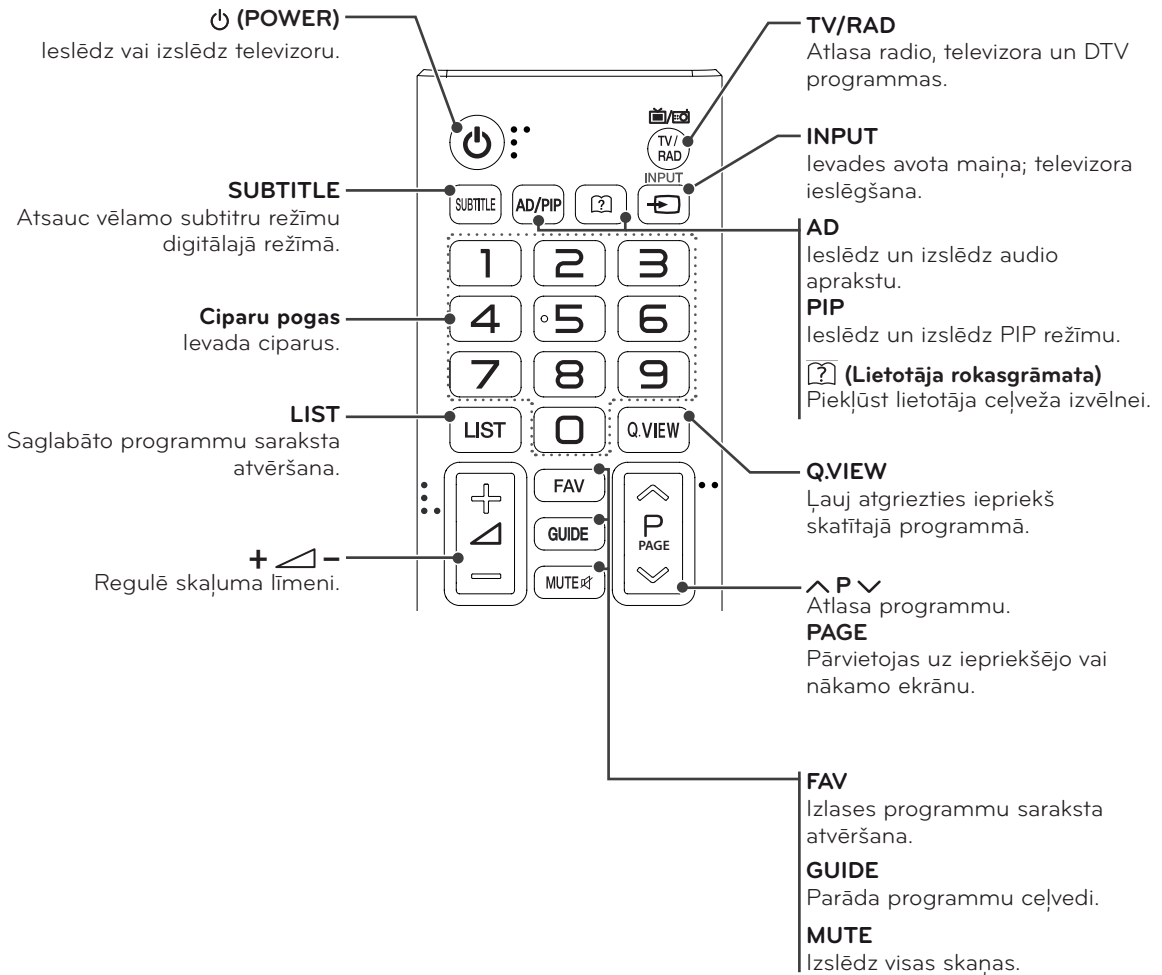 ⏻ (POWER)
Ieslēdz vai izslēdz televizoru.
SUBTITLE
Atsauc vēlamo subtitru režīmu
digitālajā režīmā.
Ciparu pogas
Ievada ciparus.
LIST
Saglabāto programmu saraksta
atvēršana.
+ −
Regulē skaļuma līmeni.
TV/
RAD
INPUT
SUBTITLE
AD/PIP
?
1
2
3
4
5
6
7
8
9
LIST
0
Q.VIEW
+
−
FAV
GUIDE
MUTE
P
PAGE
TV/RAD
Atlasa radio, televizora un DTV
programmas.
INPUT
Ievades avota maiņa; televizora
ieslēgšana.
AD
Ieslēdz un izslēdz audio
aprakstu.
PIP
Ieslēdz un izslēdz PIP režīmu.
? (Lietotāja rokasgrāmata)
Piekļūst lietotāja ceļveža izvēlnei.
Q.VIEW
Ļauj atgriezties iepriekš
skatītajā programmā.
P
Atlasa programmu.
PAGE
Pārvietojas uz iepriekšējo vai
nākamo ekrānu.
FAV
Izlases programmu saraksta
atvēršana.
GUIDE
Parāda programmu ceļvedi.
MUTE
Izslēdz visas skaņas.